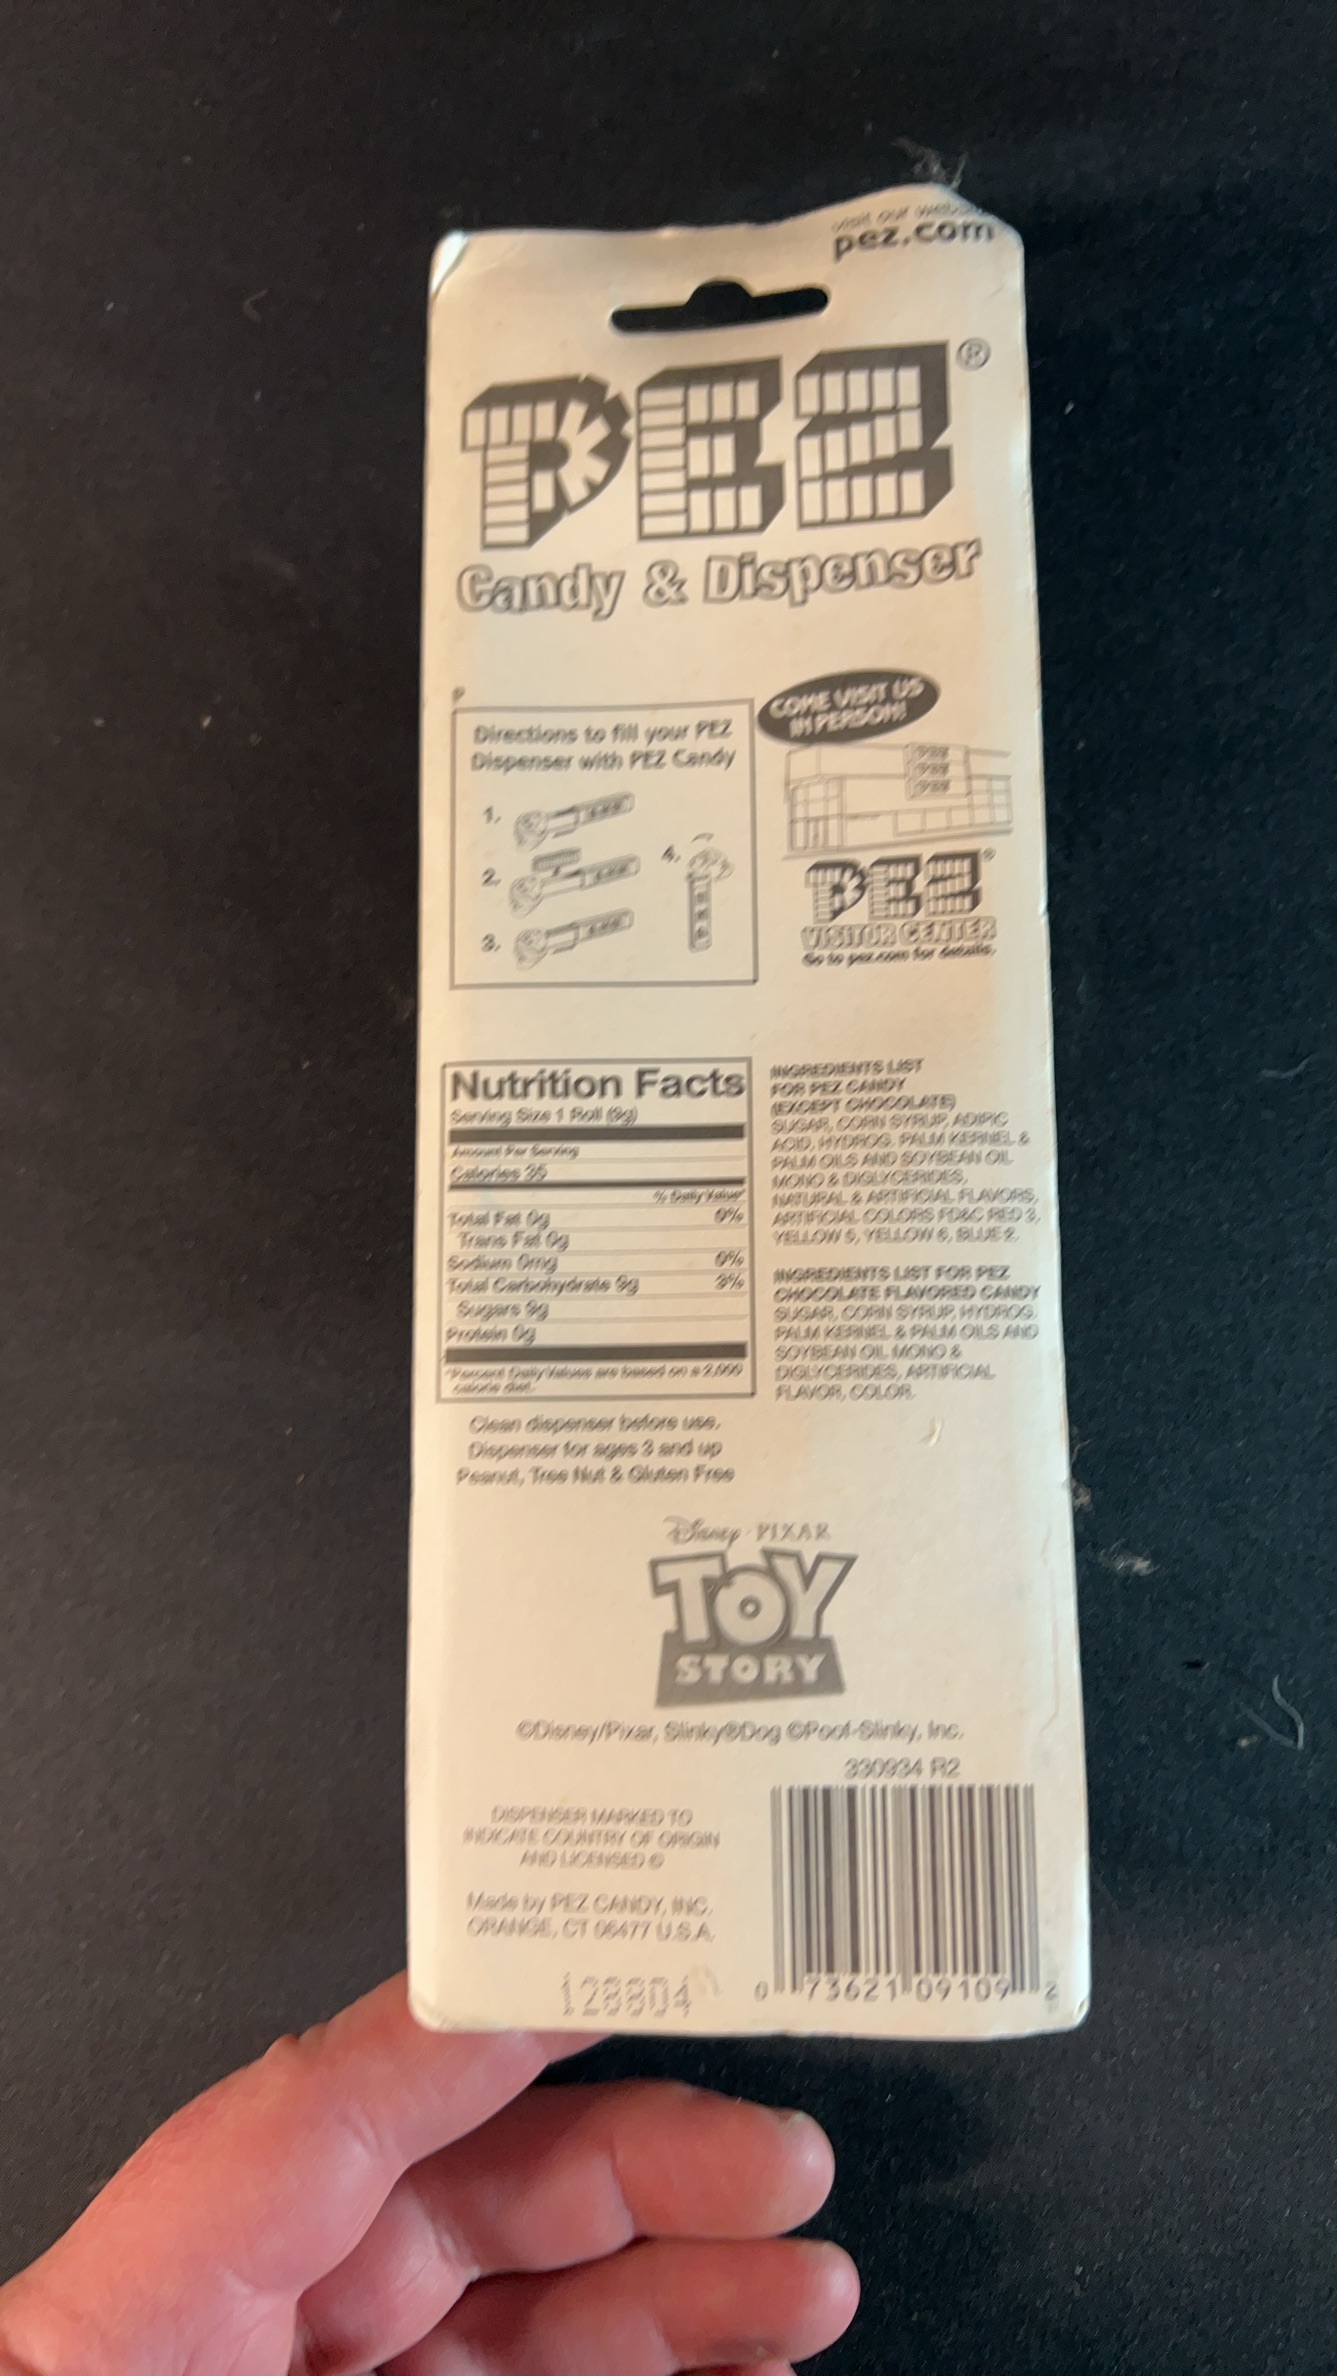 visit our website
pez.com
PEZ®
Candy & Dispenser
P
Directions to fill your PEZ
Dispenser with PEZ Candy
1.
2.
3.
4.
COME VISIT US
IN PERSON!
PEZ
PEZ
PEZ
PEZ®
VISITOR CENTER
Go to pez.com for details.
Nutrition Facts
Serving Size 1 Roll (9g)
Amount Per Serving
Calories 35
% Daily Value*
Total Fat 0g 0%
Trans Fat 0g
Sodium 0mg 0%
Total Carbohydrate 9g 3%
Sugars 9g
Protein 0g
*Percent Daily Values are based on a 2,000
calorie diet.
INGREDIENTS LIST
FOR PEZ CANDY
(EXCEPT CHOCOLATE)
SUGAR, CORN SYRUP, ADIPIC
ACID, HYDROG. PALM KERNEL &
PALM OILS AND SOYBEAN OIL
MONO & DIGLYCERIDES,
NATURAL & ARTIFICIAL FLAVORS,
ARTIFICIAL COLORS FD&C RED 3,
YELLOW 5, YELLOW 6, BLUE 2.
INGREDIENTS LIST FOR PEZ
CHOCOLATE FLAVORED CANDY
SUGAR, CORN SYRUP, HYDROG.
PALM KERNEL & PALM OILS AND
SOYBEAN OIL MONO &
DIGLYCERIDES, ARTIFICIAL
FLAVOR, COLOR.
Clean dispenser before use.
Dispenser for ages 3 and up
Peanut, Tree Nut & Gluten Free
Disney · PIXAR
TOY
STORY
©Disney/Pixar, Slinky®Dog ©Poof-Slinky, Inc.
330934 R2
DISPENSER MARKED TO
INDICATE COUNTRY OF ORIGIN
AND LICENSED ©
Made by PEZ CANDY, INC.
ORANGE, CT 06477 U.S.A.
128804
0 73621 09109 2